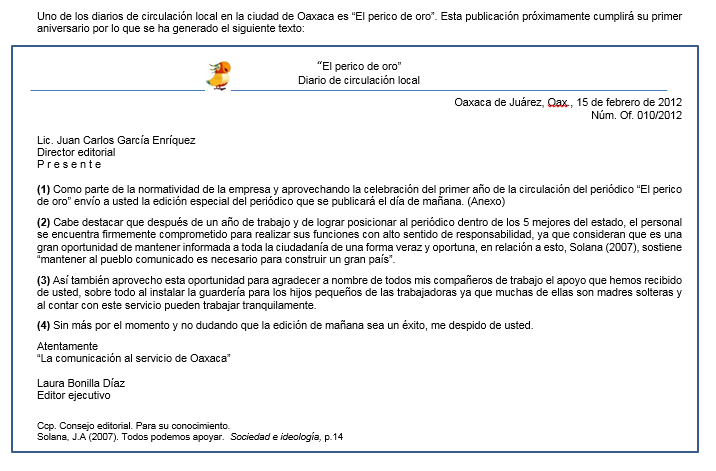 Uno de los diarios de circulación local en la ciudad de Oaxaca es “El perico de oro”. Esta publicación próximamente cumplirá su primer
aniversario por lo que se ha generado el siguiente texto:
“El perico de oro”
Diario de circulación local
Oaxaca de Juárez, Oax., 15 de febrero de 2012
Núm. Of. 010/2012
Lic. Juan Carlos García Enríquez
Director editorial
P r e s e n t e
(1) Como parte de la normatividad de la empresa y aprovechando la celebración del primer año de la circulación del periódico “El perico
de oro” envío a usted la edición especial del periódico que se publicará el día de mañana. (Anexo)
(2) Cabe destacar que después de un año de trabajo y de lograr posicionar al periódico dentro de los 5 mejores del estado, el personal
se encuentra firmemente comprometido para realizar sus funciones con alto sentido de responsabilidad, ya que consideran que es una
gran oportunidad de mantener informada a toda la ciudadanía de una forma veraz y oportuna, en relación a esto, Solana (2007), sostiene
“mantener al pueblo comunicado es necesario para construir un gran país”.
(3) Así también aprovecho esta oportunidad para agradecer a nombre de todos mis compañeros de trabajo el apoyo que hemos recibido
de usted, sobre todo al instalar la guardería para los hijos pequeños de las trabajadoras ya que muchas de ellas son madres solteras y
al contar con este servicio pueden trabajar tranquilamente.
(4) Sin más por el momento y no dudando que la edición de mañana sea un éxito, me despido de usted.
Atentamente
“La comunicación al servicio de Oaxaca”
Laura Bonilla Díaz
Editor ejecutivo
Ccp. Consejo editorial. Para su conocimiento.
Solana, J.A (2007). Todos podemos apoyar. Sociedad e ideología, p.14